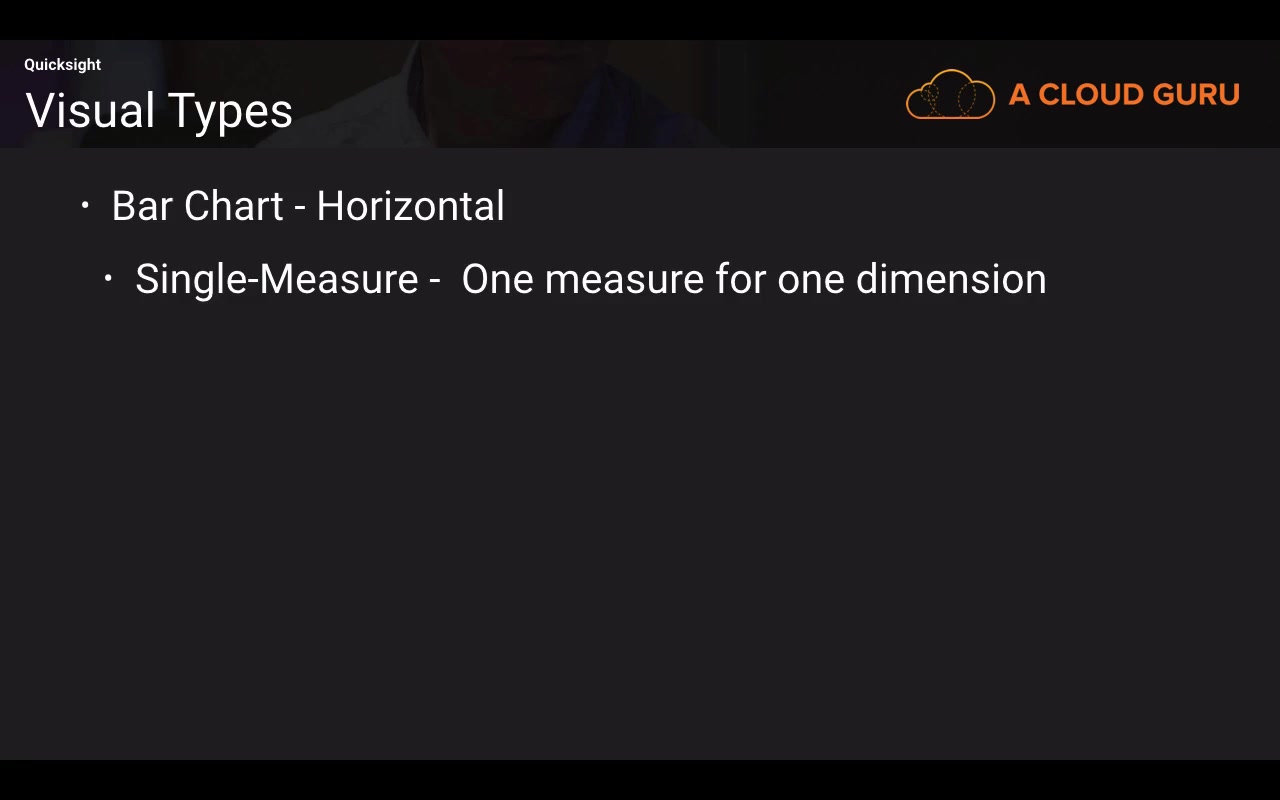 Quicksight
Visual Types
A CLOUD GURU
• Bar Chart - Horizontal
• Single-Measure - One measure for one dimension